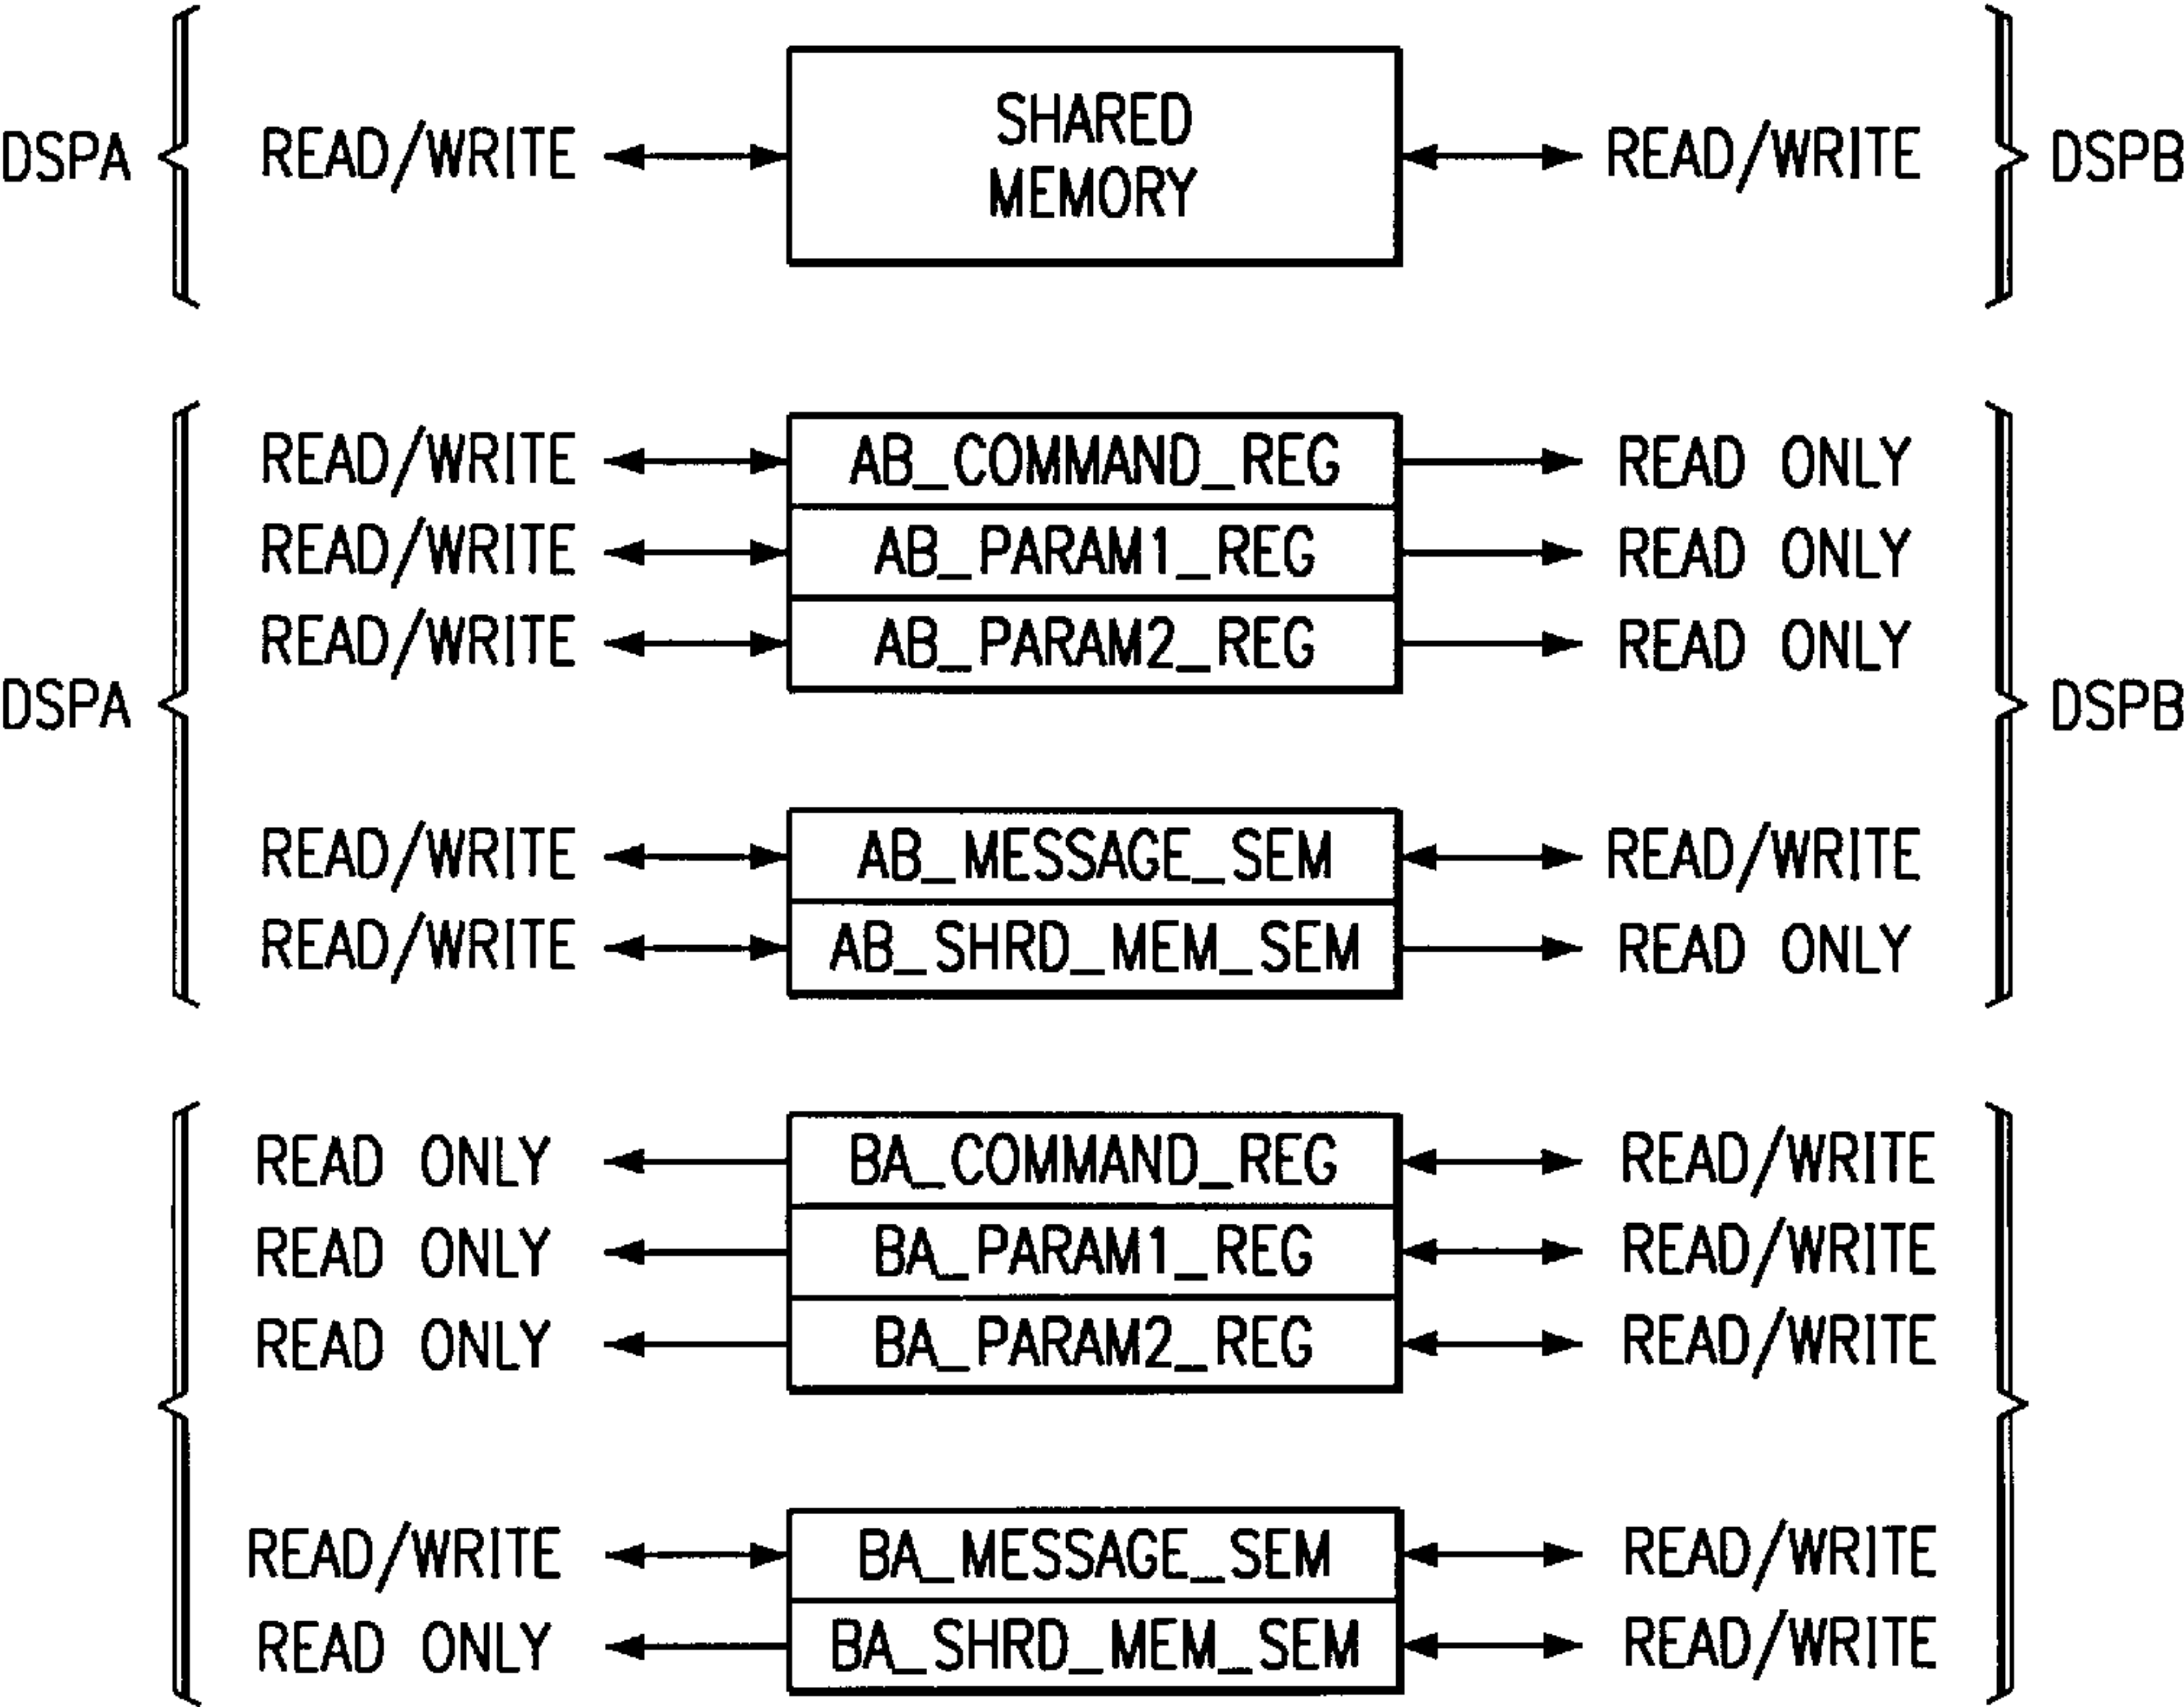 SHARED
MEMORY
DSPA READ/WRITE READ/WRITE DSPB
READ/WRITE AB_COMMAND_REG READ ONLY
READ/WRITE AB_PARAM1_REG READ ONLY
READ/WRITE AB_PARAM2_REG READ ONLY
DSPA DSPB
READ/WRITE AB_MESSAGE_SEM READ/WRITE
READ/WRITE AB_SHRD_MEM_SEM READ ONLY
READ ONLY BA_COMMAND_REG READ/WRITE
READ ONLY BA_PARAM1_REG READ/WRITE
READ ONLY BA_PARAM2_REG READ/WRITE
READ/WRITE BA_MESSAGE_SEM READ/WRITE
READ ONLY BA_SHRD_MEM_SEM READ/WRITE